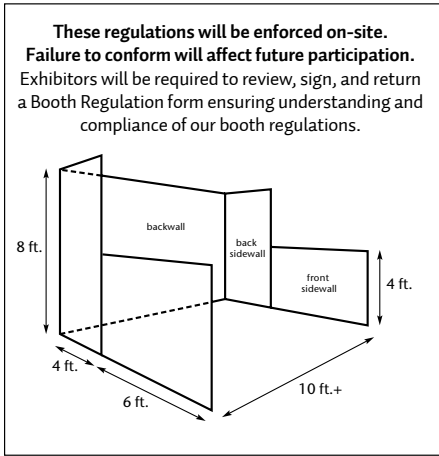 These regulations will be enforced on-site.
Failure to conform will affect future participation.
Exhibitors will be required to review, sign, and return
a Booth Regulation form ensuring understanding and
compliance of our booth regulations.
backwall
back
sidewall
front
sidewall
8 ft.
4 ft.
4 ft.
6 ft.
10 ft.+